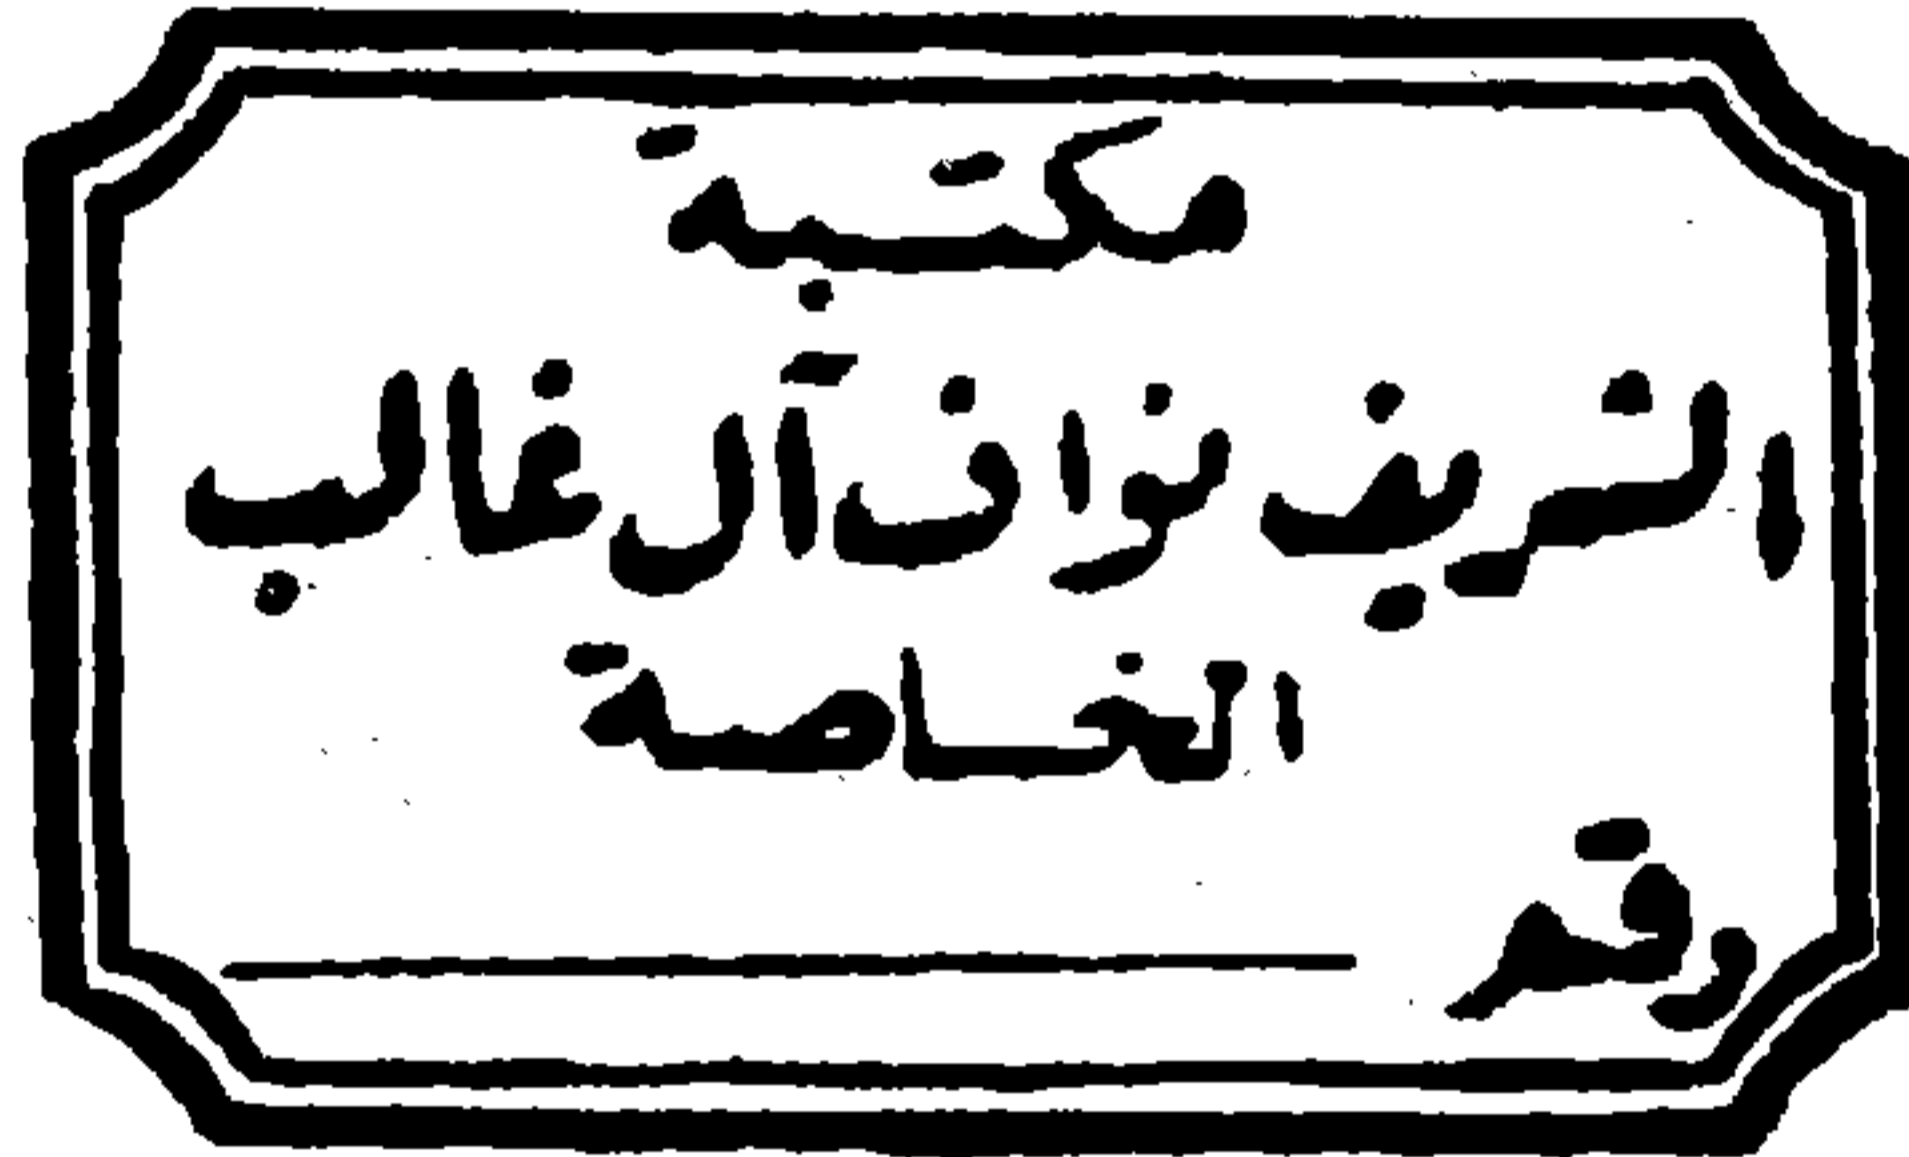 مكتبة
الشريف نواف آل غالب
الخاصة
رقم